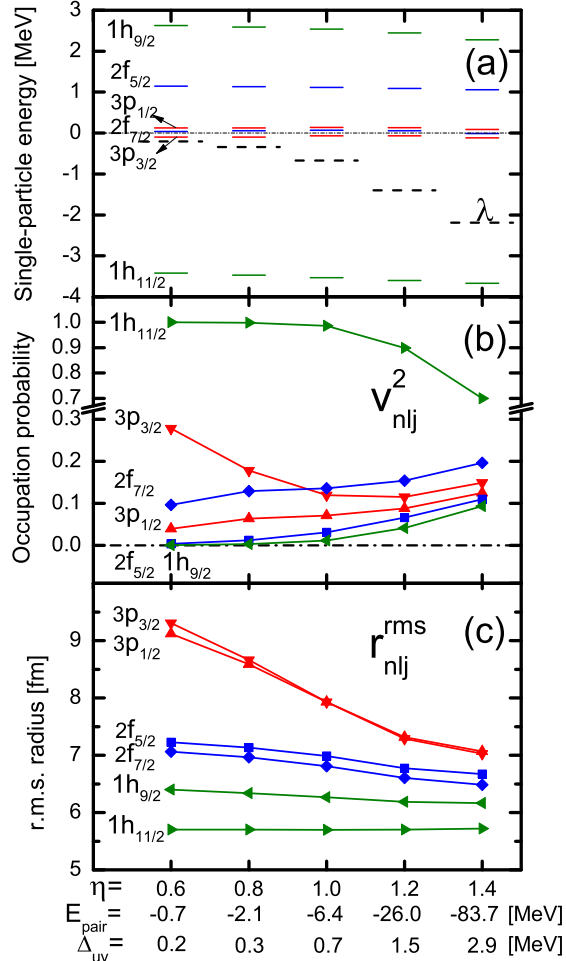 Single-particle energy [MeV]
3
2
1
0
-1
-2
-3
-4
(a)
1h9/2
2f5/2
3p1/2
2f7/2
3p3/2
λ
1h11/2
Occupation probability
1.0
0.9
0.8
0.7
0.3
0.2
0.1
0.0
(b)
1h11/2
v²nlj
3p3/2
2f7/2
3p1/2
2f5/2 1h9/2
r.m.s. radius [fm]
9
8
7
6
5
(c)
3p3/2
3p1/2
r rms nlj
2f5/2
2f7/2
1h9/2
1h11/2
η= 0.6 0.8 1.0 1.2 1.4
Epair= -0.7 -2.1 -6.4 -26.0 -83.7 [MeV]
Δuv= 0.2 0.3 0.7 1.5 2.9 [MeV]